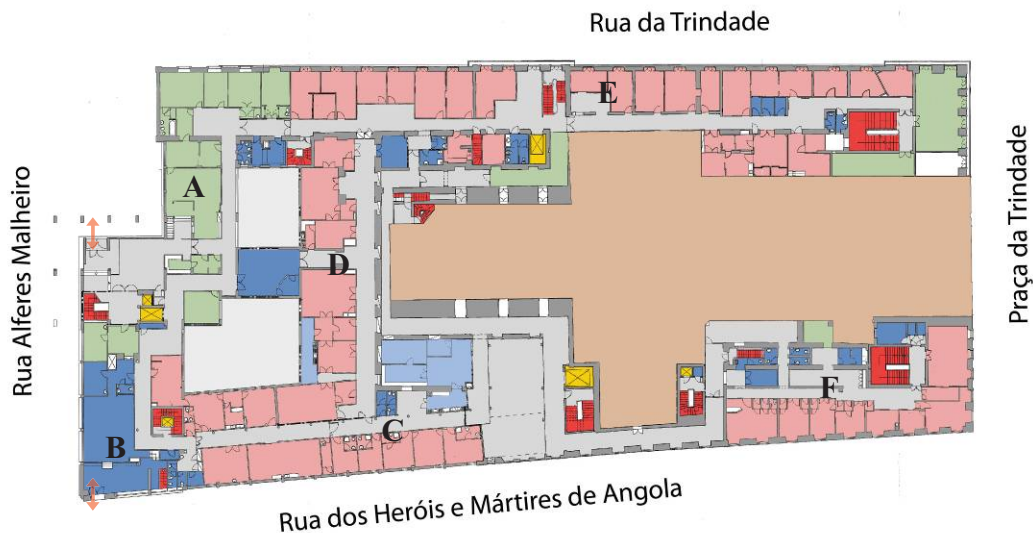 Rua da Trindade
E
A
Rua Alferes Malheiro
Praça da Trindade
D
F
C
B
Rua dos Heróis e Mártires de Angola